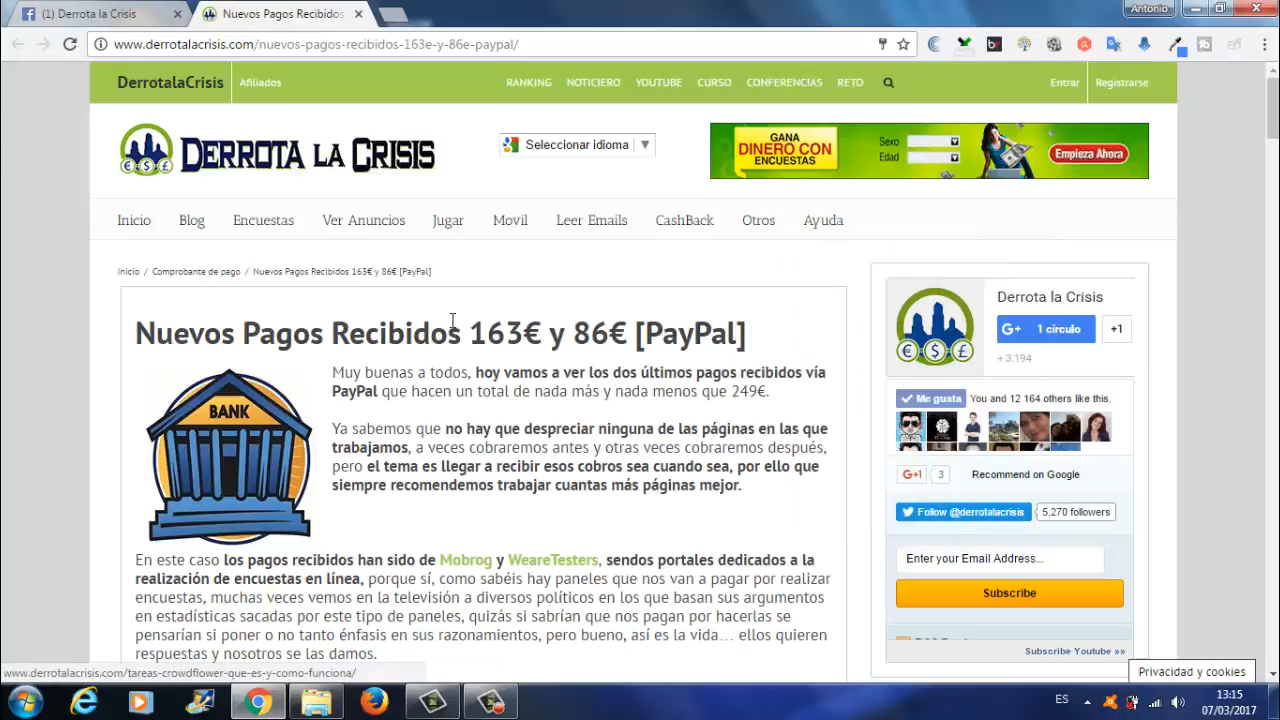 (1) Derrota la Crisis
Nuevos Pagos Recibidos
Antonio
www.derrotalacrisis.com/nuevos-pagos-recibidos-163e-y-86e-paypal/
DerrotalaCrisis
Afiliados
RANKING NOTICIERO YOUTUBE CURSO CONFERENCIAS RETO
Entrar Registrarse
DERROTA LA CRISIS
Seleccionar idioma
GANA
DINERO CON
ENCUESTAS
Sexo
Edad
Empieza Ahora
Inicio Blog Encuestas Ver Anuncios Jugar Movil Leer Emails CashBack Otros Ayuda
Inicio / Comprobante de pago / Nuevos Pagos Recibidos 163€ y 86€ [PayPal]
Nuevos Pagos Recibidos 163€ y 86€ [PayPal]
BANK
Muy buenas a todos, hoy vamos a ver los dos últimos pagos recibidos vía
PayPal que hacen un total de nada más y nada menos que 249€.
Ya sabemos que no hay que despreciar ninguna de las páginas en las que
trabajamos, a veces cobraremos antes y otras veces cobraremos después,
pero el tema es llegar a recibir esos cobros sea cuando sea, por ello que
siempre recomendemos trabajar cuantas más páginas mejor.
En este caso los pagos recibidos han sido de Mobrog y WeareTesters, sendos portales dedicados a la
realización de encuestas en línea, porque sí, como sabéis hay paneles que nos van a pagar por realizar
encuestas, muchas veces vemos en la televisión a diversos políticos en los que basan sus argumentos
en estadísticas sacadas por este tipo de paneles, quizás si sabrían que nos pagan por hacerlas se
pensarían si poner o no tanto énfasis en sus razonamientos, pero bueno, así es la vida… ellos quieren
respuestas y nosotros se las damos.
Derrota la Crisis
G+ 1 círculo
+1
+ 3.194
Me gusta
You and 12 164 others like this.
G+1
3
Recommend on Google
Follow @derrotalacrisis
5,270 followers
Enter your Email Address...
Subscribe
Subscribe Youtube »»
Privacidad y cookies
www.derrotalacrisis.com/tareas-crowdflower-que-es-y-como-funciona/
ES
13:15
07/03/2017